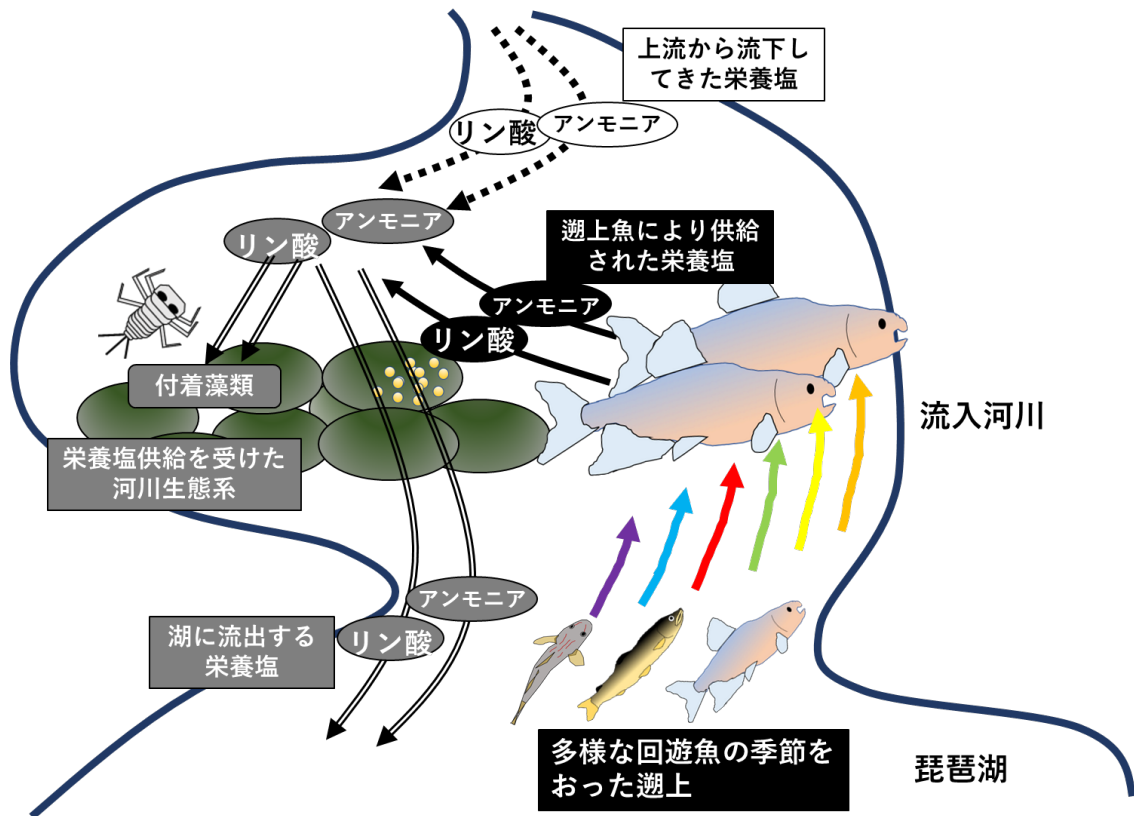 上流から流下し
てきた栄養塩
リン酸
アンモニア
アンモニア
リン酸
遡上魚により供給
された栄養塩
アンモニア
リン酸
付着藻類
流入河川
栄養塩供給を受けた
河川生態系
アンモニア
リン酸
湖に流出する
栄養塩
多様な回遊魚の季節を
おった遡上
琵琶湖